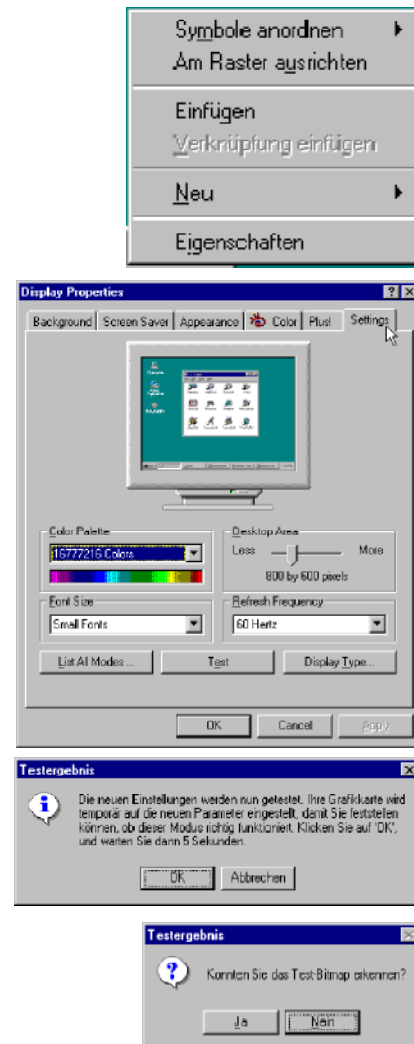 Symbole anordnen
Am Raster ausrichten
Einfügen
Verknüpfung einfügen
Neu
Eigenschaften
Display Properties
Background Screen Saver Appearance Color Plus! Settings
Color Palette
16777216 Colors
Desktop Area
Less More
800 by 600 pixels
Font Size
Small Fonts
Refresh Frequency
60 Hertz
List All Modes ... Test Display Type...
OK Cancel Apply
Testergebnis
Die neuen Einstellungen werden nun getestet. Ihre Grafikkarte wird
temporär auf die neuen Parameter eingestellt, damit Sie feststellen
können, ob dieser Modus richtig funktioniert. Klicken Sie auf 'OK',
und warten Sie dann 5 Sekunden.
OK Abbrechen
Testergebnis
Konnten Sie das Test-Bitmap erkennen?
Ja Nein